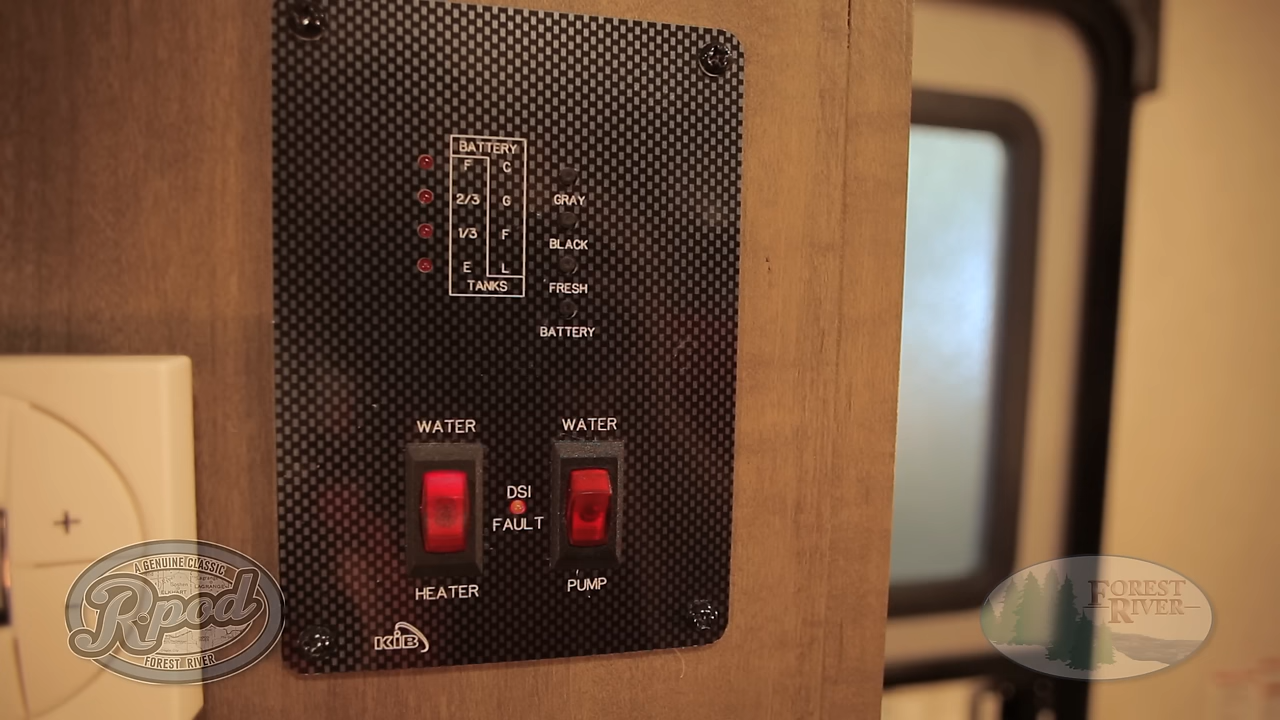 BATTERY
F C
2/3 G
1/3 F
E L
TANKS
GRAY
BLACK
FRESH
BATTERY
WATER
HEATER
DSI
FAULT
WATER
PUMP
KIB
+
A GENUINE CLASSIC
R·pod
FOREST RIVER
FOREST
RIVER